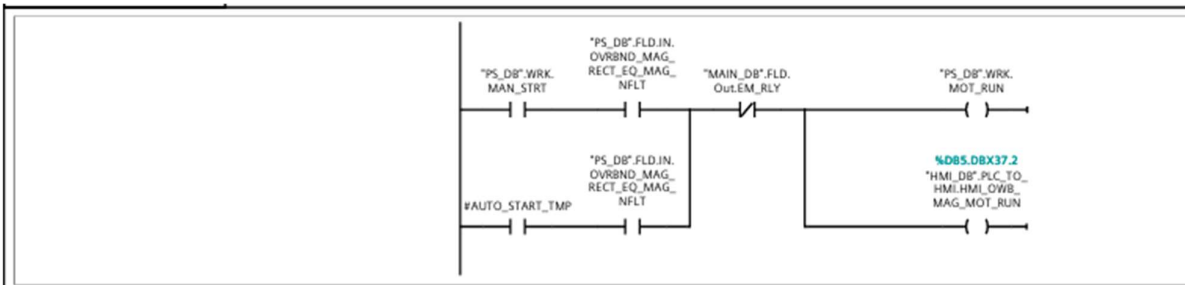 "PS_DB".FLD.IN.
OVRBND_MAG_
RECT_EQ_MAG_
NFLT
"PS_DB".WRK.
MAN_STRT
"MAIN_DB".FLD.
Out.EM_RLY
"PS_DB".WRK.
MOT_RUN
"PS_DB".FLD.IN.
OVRBND_MAG_
RECT_EQ_MAG_
NFLT
#AUTO_START_TMP
%DB5.DBX37.2
"HMI_DB".PLC_TO_
HMI.HMI_OWB_
MAG_MOT_RUN